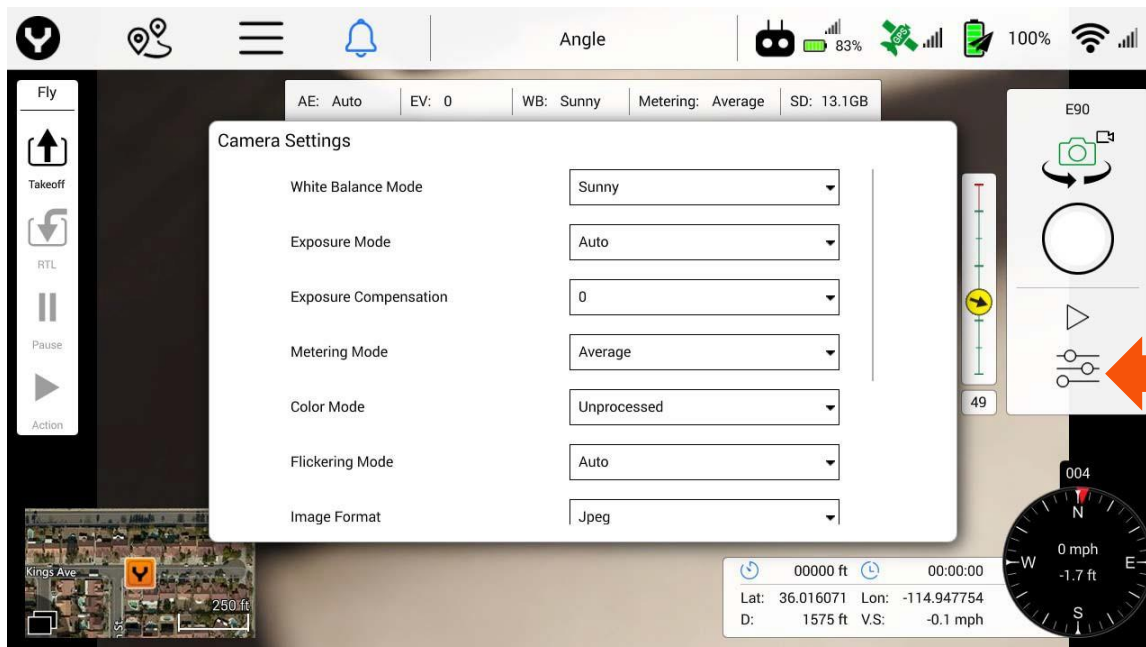 Angle
83%
GPS
100%
Fly
AE: Auto EV: 0 WB: Sunny Metering: Average SD: 13.1GB
E90
Camera Settings
Takeoff
White Balance Mode Sunny
Exposure Mode Auto
RTL
Exposure Compensation 0
Pause
Metering Mode Average
Color Mode Unprocessed
49
Action
Flickering Mode Auto
Image Format Jpeg
004
N
W
E
S
0 mph
-1.7 ft
Kings Ave
St
250 ft
00000 ft 00:00:00
Lat: 36.016071 Lon: -114.947754
D: 1575 ft V.S: -0.1 mph